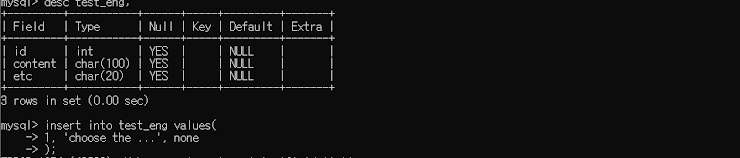 mysql> desc test_eng;
+---------+-----------+------+-----+---------+-------+
| Field | Type | Null | Key | Default | Extra |
+---------+-----------+------+-----+---------+-------+
| id | int | YES | | NULL | |
| content | char(100) | YES | | NULL | |
| etc | char(20) | YES | | NULL | |
+---------+-----------+------+-----+---------+-------+
3 rows in set (0.00 sec)
mysql> insert into test_eng values(
-> 1, 'choose the ...', none
-> );